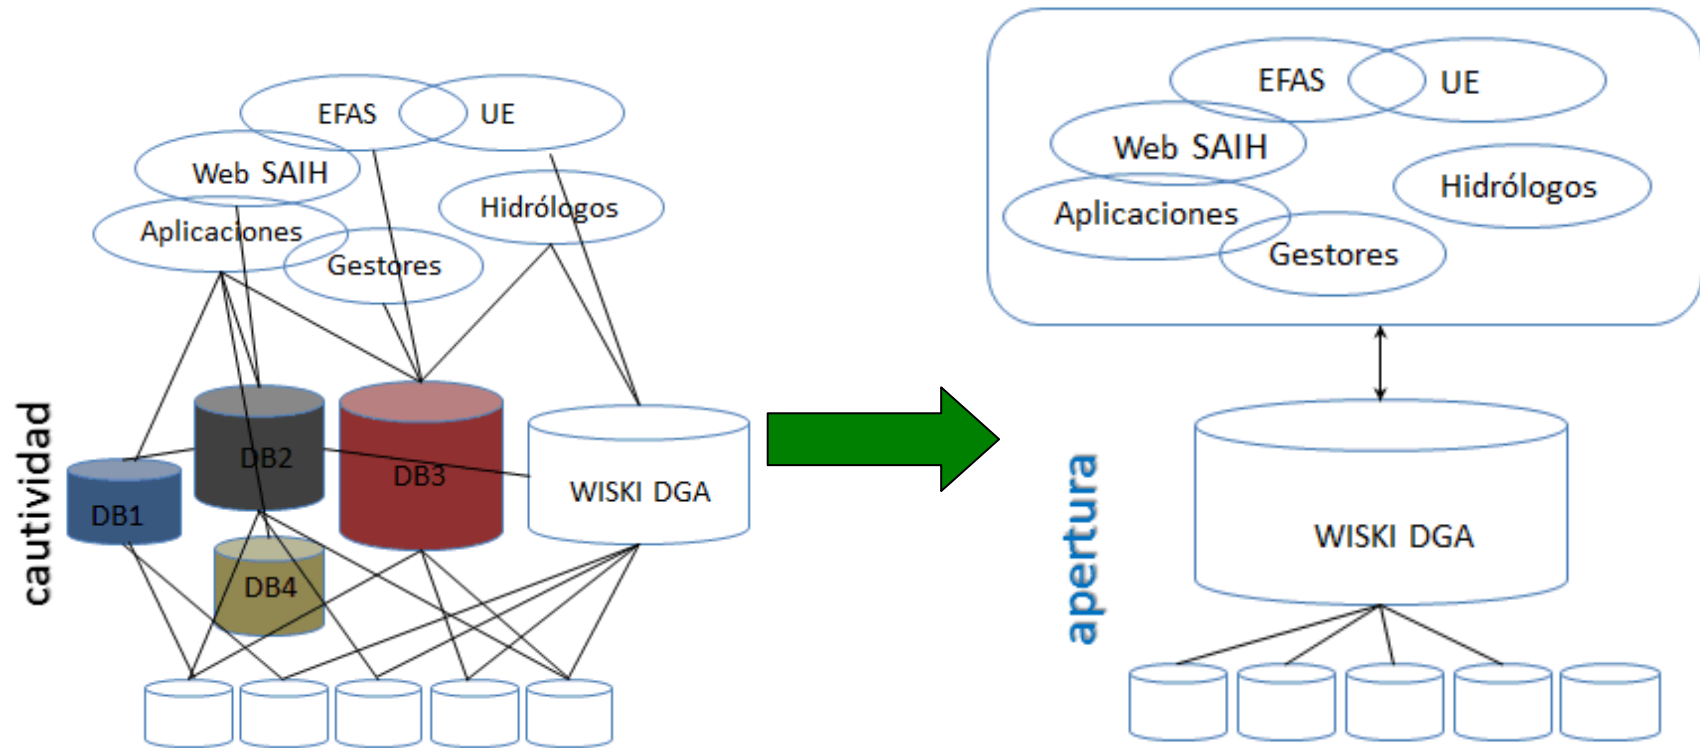 EFAS
UE
Web SAIH
Hidrólogos
Aplicaciones
Gestores
cautividad
DB1
DB2
DB3
DB4
WISKI DGA
EFAS
UE
Web SAIH
Hidrólogos
Aplicaciones
Gestores
apertura
WISKI DGA